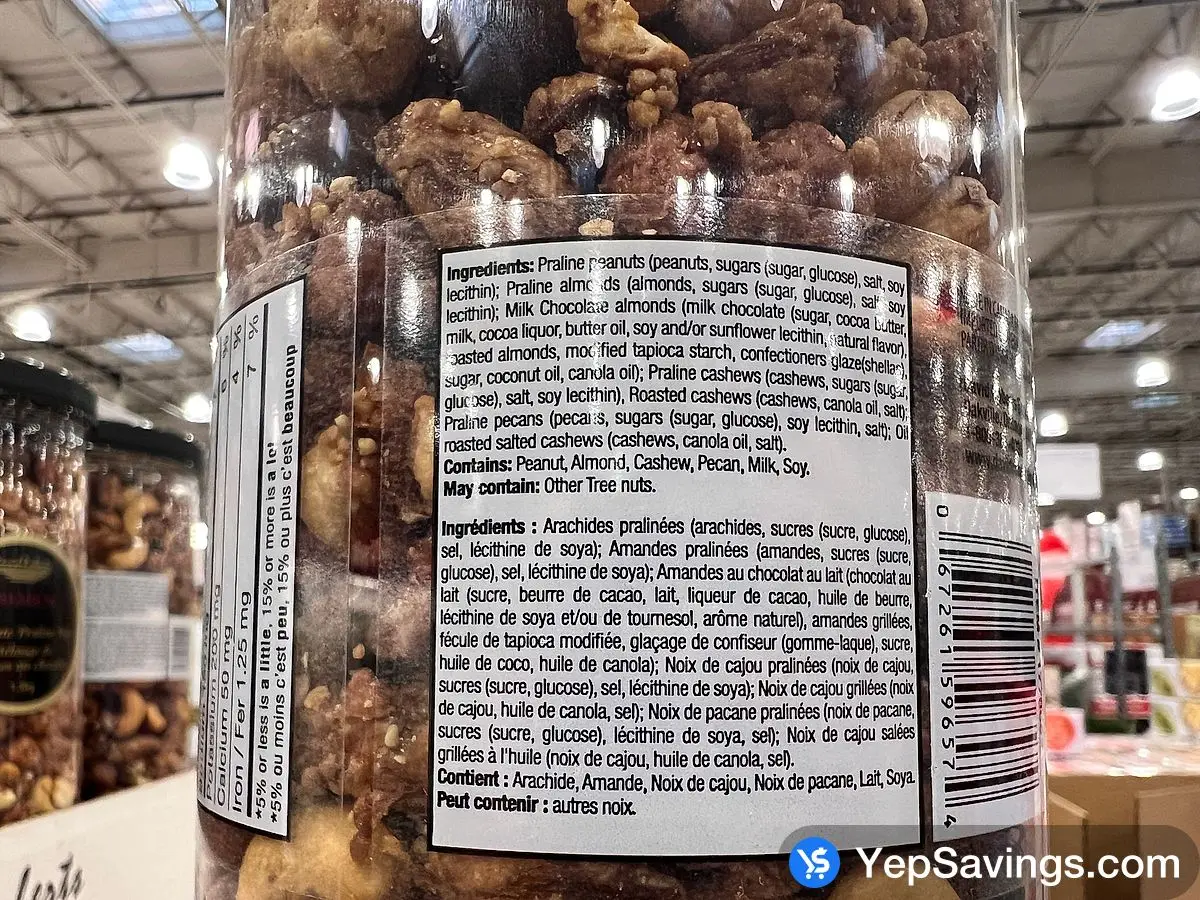 Ingredients: Praline peanuts (peanuts, sugars (sugar, glucose), salt, soy
lecithin); Praline almonds (almonds, sugars (sugar, glucose), salt, soy
lecithin); Milk Chocolate almonds (milk chocolate (sugar, cocoa butter,
milk, cocoa liquor, butter oil, soy and/or sunflower lecithin, natural flavor),
roasted almonds, modified tapioca starch, confectioners glaze(shellac),
sugar, coconut oil, canola oil); Praline cashews (cashews, sugars (sugar,
glucose), salt, soy lecithin), Roasted cashews (cashews, canola oil, salt);
Praline pecans (pecans, sugars (sugar, glucose), soy lecithin, salt); Oil
roasted salted cashews (cashews, canola oil, salt).
Contains: Peanut, Almond, Cashew, Pecan, Milk, Soy.
May contain: Other Tree nuts.
Ingrédients : Arachides pralinées (arachides, sucres (sucre, glucose),
sel, lécithine de soya); Amandes pralinées (amandes, sucres (sucre,
glucose), sel, lécithine de soya); Amandes au chocolat au lait (chocolat au
lait (sucre, beurre de cacao, lait, liqueur de cacao, huile de beurre,
lécithine de soya et/ou de tournesol, arôme naturel), amandes grillées,
fécule de tapioca modifiée, glaçage de confiseur (gomme-laque), sucre,
huile de coco, huile de canola); Noix de cajou pralinées (noix de cajou,
sucres (sucre, glucose), sel, lécithine de soya); Noix de cajou grillées (noix
de cajou, huile de canola, sel); Noix de pacane pralinées (noix de pacane,
sucres (sucre, glucose), lécithine de soya, sel); Noix de cajou salées
grillées à l'huile (noix de cajou, huile de canola, sel).
Contient : Arachide, Amande, Noix de cajou, Noix de pacane, Lait, Soya.
Peut contenir : autres noix.
Potassium 200 mg 6 %
Calcium 50 mg 4 %
Iron / Fer 1.25 mg 7 %
*5% or less is a little, 15% or more is a lot
*5% ou moins c'est peu, 15% ou plus c'est beaucoup
0 67261 59657 4
YepSavings.com